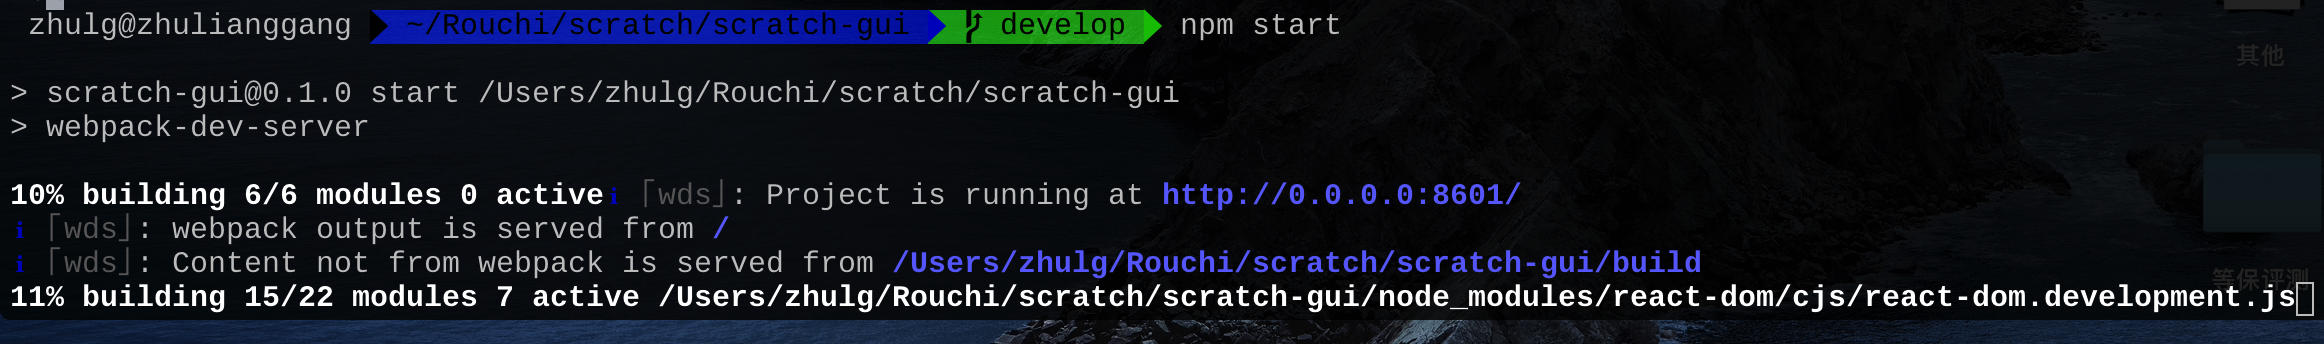 zhulg@zhulianggang ~/Rouchi/scratch/scratch-gui develop npm start
其他
> scratch-gui@0.1.0 start /Users/zhulg/Rouchi/scratch/scratch-gui
> webpack-dev-server
10% building 6/6 modules 0 activeℹ ｢wds｣: Project is running at http://0.0.0.0:8601/
ℹ ｢wds｣: webpack output is served from /
ℹ ｢wds｣: Content not from webpack is served from /Users/zhulg/Rouchi/scratch/scratch-gui/build
等保评测
11% building 15/22 modules 7 active /Users/zhulg/Rouchi/scratch/scratch-gui/node_modules/react-dom/cjs/react-dom.development.js